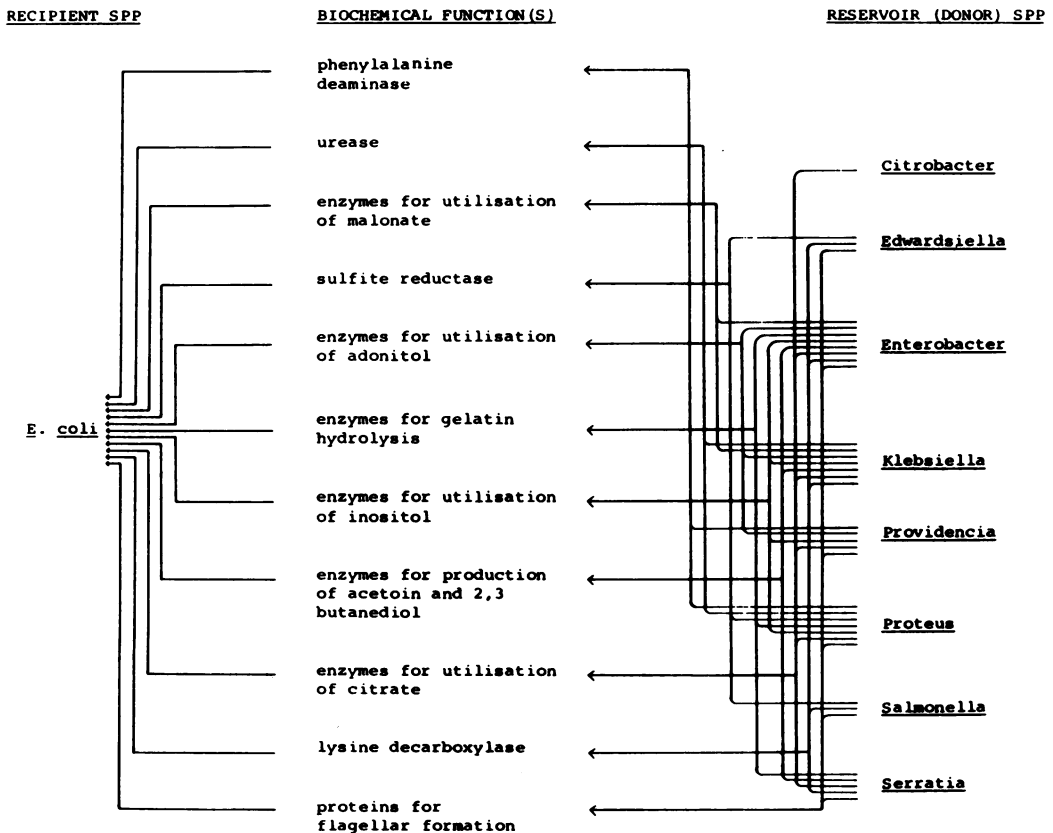 RECIPIENT SPP
BIOCHEMICAL FUNCTION(S)
RESERVOIR (DONOR) SPP
phenylalanine
deaminase
urease
enzymes for utilisation
of malonate
sulfite reductase
enzymes for utilisation
of adonitol
enzymes for gelatin
hydrolysis
enzymes for utilisation
of inositol
enzymes for production
of acetoin and 2,3
butanediol
enzymes for utilisation
of citrate
lysine decarboxylase
proteins for
flagellar formation
E. coli
Citrobacter
Edwardsiella
Enterobacter
Klebsiella
Providencia
Proteus
Salmonella
Serratia